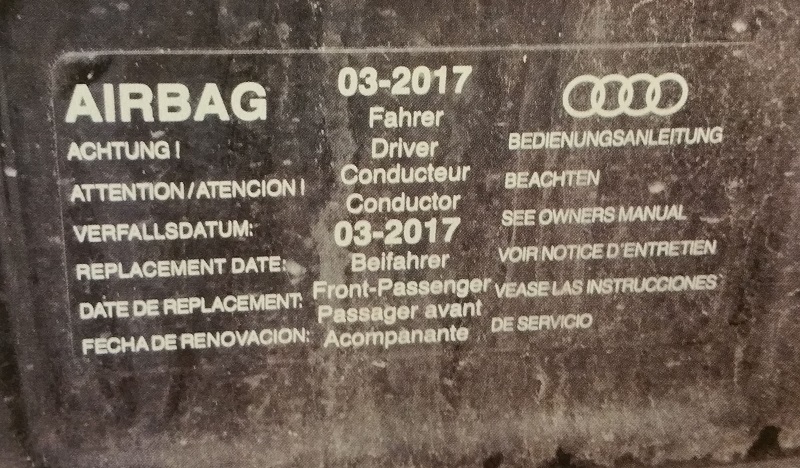 AIRBAG
ACHTUNG!
ATTENTION/ATENCION!
VERFALLSDATUM:
REPLACEMENT DATE:
DATE DE REPLACEMENT:
FECHA DE RENOVACION:
03-2017
Fahrer
Driver
Conducteur
Conductor
03-2017
Beifahrer
Front-Passenger
Passager avant
Acompanante
BEDIENUNGSANLEITUNG
BEACHTEN
SEE OWNERS MANUAL
VOIR NOTICE D'ENTRETIEN
VEASE LAS INSTRUCCIONES
DE SERVICIO